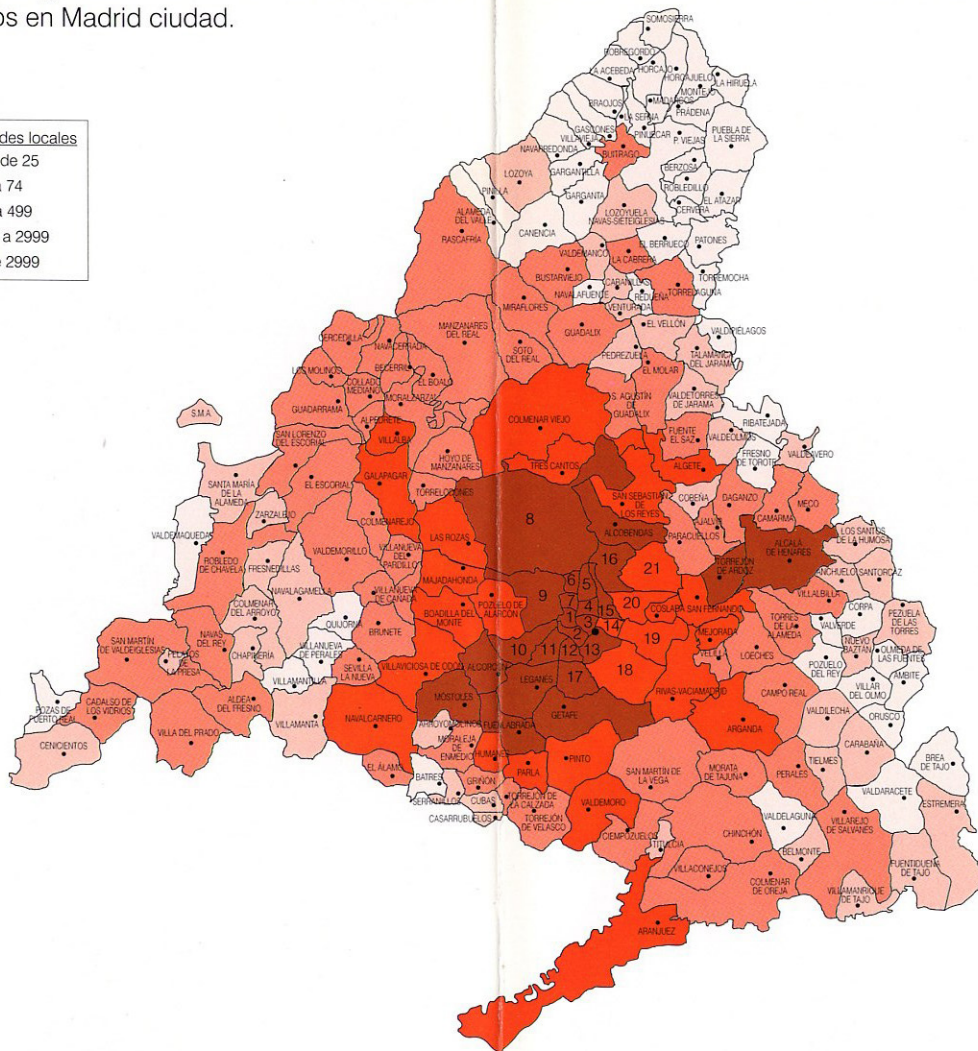 os en Madrid ciudad.
des locales
de 25
a 74
a 499
a 2999
e 2999
SOMOSIERRA
ROBREGORDO
LA ACEBEDA
HORCAJO
HORCAJUELO
LA HIRUELA
MONTEJO
BRAOJOS
MADARCOS
LA SERNA
PRÁDENA
GASCONES
PIÑUECAR
P. VIEJAS
PUEBLA DE
LA SIERRA
VILLAVIEJA
BUITRAGO
NAVARREDONDA
GARGANTILLA
BERZOSA
LOZOYA
ROBLEDILLO
PINILLA
GARGANTA
CERVERA
EL ATAZAR
ALAMEDA
DEL VALLE
LOZOYUELA
NAVAS-SIETEIGLESIAS
RASCAFRÍA
CANENCIA
EL BERRUECO
PATONES
VALDEMANCO
LA CABRERA
BUSTARVIEJO
TORREMOCHA
NAVALAFUENTE
CABANILLAS
REDUEÑA
TORRELAGUNA
MIRAFLORES
VENTURADA
GUADALIX
EL VELLÓN
VALDEPIÉLAGOS
MANZANARES
DEL REAL
CERCEDILLA
NAVACERRADA
SOTO
DEL REAL
PEDREZUELA
TALAMANCA
DEL JARAMA
LOS MOLINOS
BECERRIL
EL BOALO
EL MOLAR
COLLADO
MEDIANO
MORALZARZAL
VALDETORRES
DE JARAMA
GUADARRAMA
S. AGUSTÍN
DE
GUADALIX
S.M.A.
ALPEDRETE
COLMENAR VIEJO
RIBATEJADA
VILLALBA
FUENTE
EL SAZ
VALDEOLMOS
SAN LORENZO
DEL ESCORIAL
FRESNO
DE TOROTE
VALDEAVERO
HOYO DE
MANZANARES
TRES CANTOS
ALGETE
SANTA MARÍA
DE LA
ALAMEDA
EL ESCORIAL
GALAPAGAR
TORRELODONES
SAN SEBASTIÁN
DE
LOS REYES
COBEÑA
DAGANZO
MECO
ZARZALEJO
COLMENAREJO
8
AJALVIR
CAMARMA
VALDEMAQUEDA
LAS ROZAS
ALCOBENDAS
PARACUELLOS
LOS SANTOS
DE LA HUMOSA
ROBLEDO
DE CHAVELA
VALDEMORILLO
VILLANUEVA
DEL
PARDILLO
16
TORREJÓN
DE ARDOZ
ALCALÁ
DE HENARES
FRESNEDILLAS
MAJADAHONDA
21
ANCHUELO
SANTORCAZ
NAVALAGAMELLA
VILLANUEVA
DE CAÑADA
9
6
5
VILLALBILLA
COLMENAR
DEL ARROYO
BOADILLA DEL
MONTE
POZUELO DE
ALARCÓN
4
15
20
COSLADA
SAN FERNANDO
CORPA
PEZUELA
DE LAS
TORRES
QUIJORNA
1
3
14
TORRES
DE LA
ALAMEDA
VALVERDE
SAN MARTÍN
DE VALDEIGLESIAS
NAVAS
DEL REY
BRUNETE
2
19
MEJORADA
NUEVO
BAZTÁN
OLMEDA DE
LAS FUENTES
VILLANUEVA
DE PERALES
10
11
12
13
VELILLA
LOECHES
POZUELO
DEL REY
PELAYOS
DE
PRESA
CHAPINERÍA
SEVILLA
LA NUEVA
VILLAVICIOSA DE ODÓN
ALCORCÓN
18
AMBITE
VILLAMANTILLA
LEGANÉS
17
RIVAS-VACIAMADRID
CAMPO REAL
VILLAR
DEL OLMO
POZAS DE
PUERTO REAL
CADALSO DE
LOS VIDRIOS
ALDEA
DEL FRESNO
MÓSTOLES
GETAFE
VALDILECHA
ORUSCO
VILLA DEL PRADO
VILLAMANTA
NAVALCARNERO
ARROYOMOLINOS
FUENLABRADA
ARGANDA
CENICIENTOS
MORALEJA
DE
ENMEDIO
HUMANES
PINTO
CARABAÑA
BREA
DE TAJO
EL ÁLAMO
PARLA
SAN MARTÍN DE
LA VEGA
MORATA
DE TAJUÑA
PERALES
TIELMES
BATRES
GRIÑÓN
VALDARACETE
ESTREMERA
SERRANILLOS
CUBAS
TORREJÓN DE
LA CALZADA
VALDEMORO
VALDELAGUNA
CASARRUBUELOS
TORREJÓN
DE VELASCO
CIEMPOZUELOS
CHINCHÓN
VILLAREJO
DE SALVANÉS
TITULCIA
BELMONTE
FUENTIDUEÑA
DE TAJO
VILLACONEJOS
COLMENAR
DE OREJA
VILLAMANRIQUE
DE TAJO
ARANJUEZ